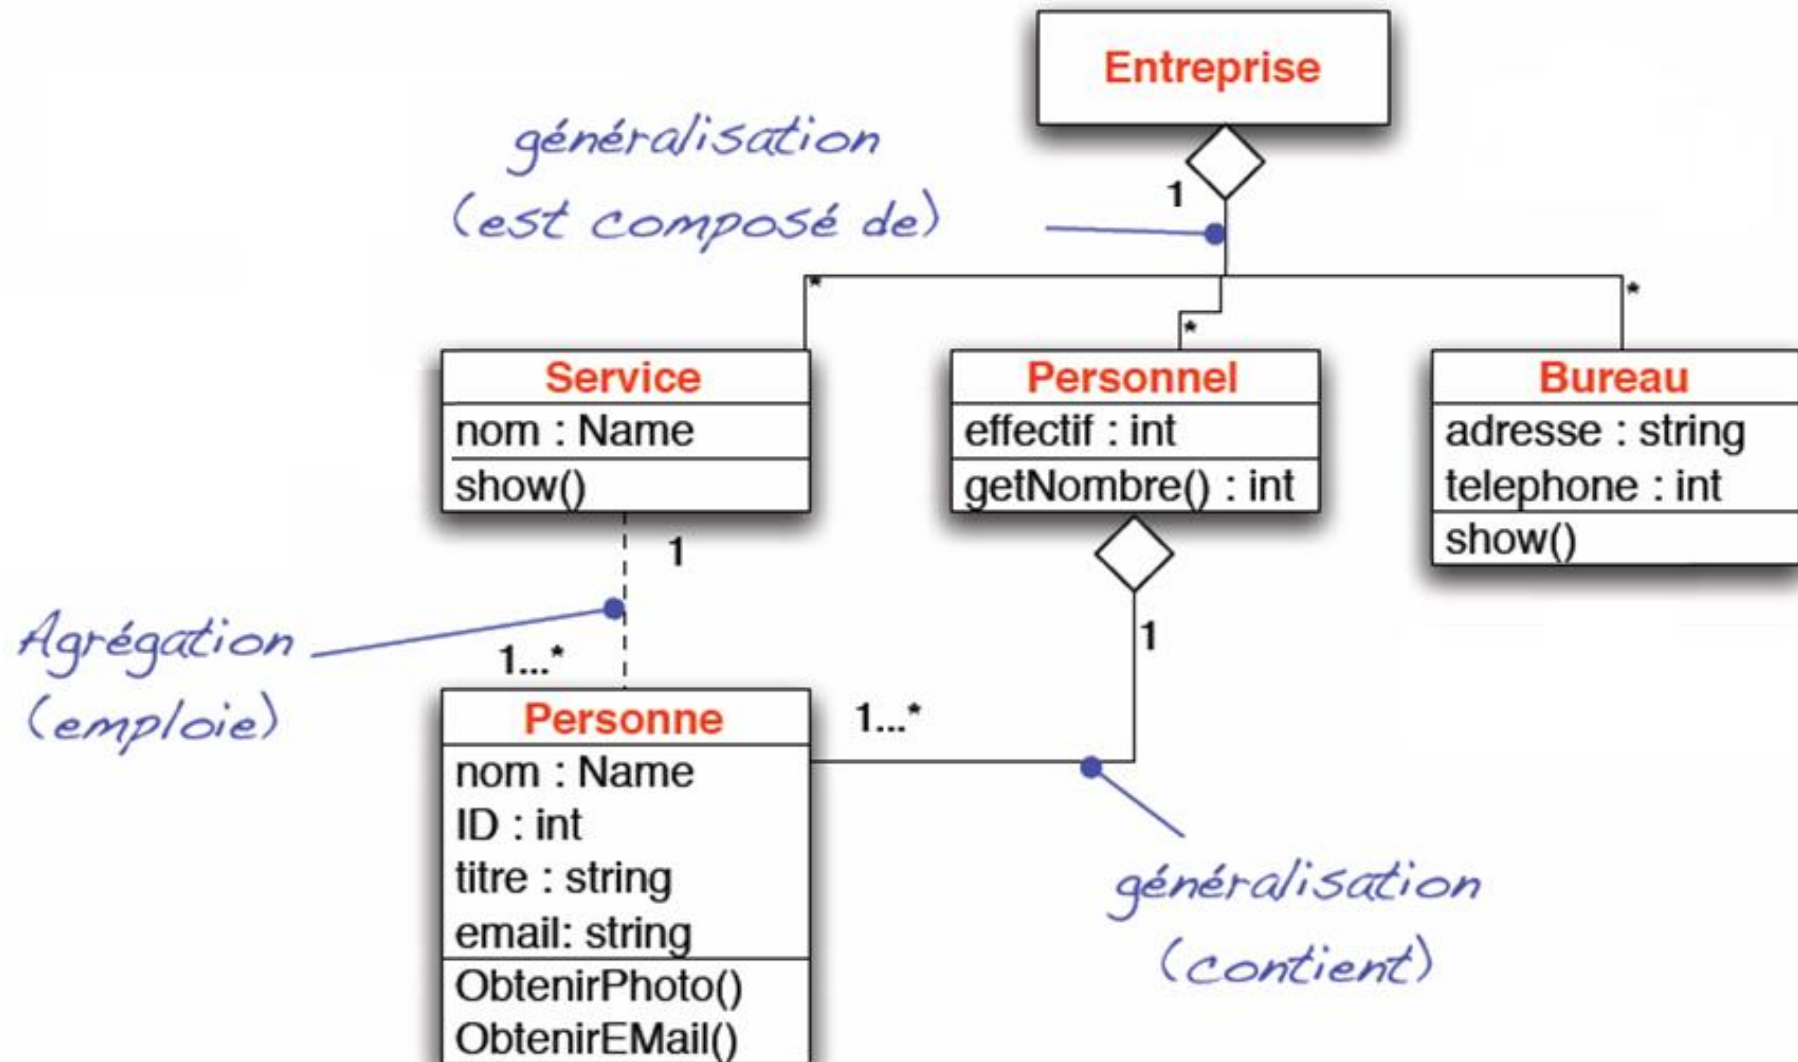 Entreprise
généralisation
(est composé de)
1
*
*
*
Service
nom : Name
show()
Personnel
effectif : int
getNombre() : int
Bureau
adresse : string
telephone : int
show()
1
Agrégation
(emploie)
1...*
1
1...*
Personne
nom : Name
ID : int
titre : string
email: string
ObtenirPhoto()
ObtenirEMail()
généralisation
(contient)